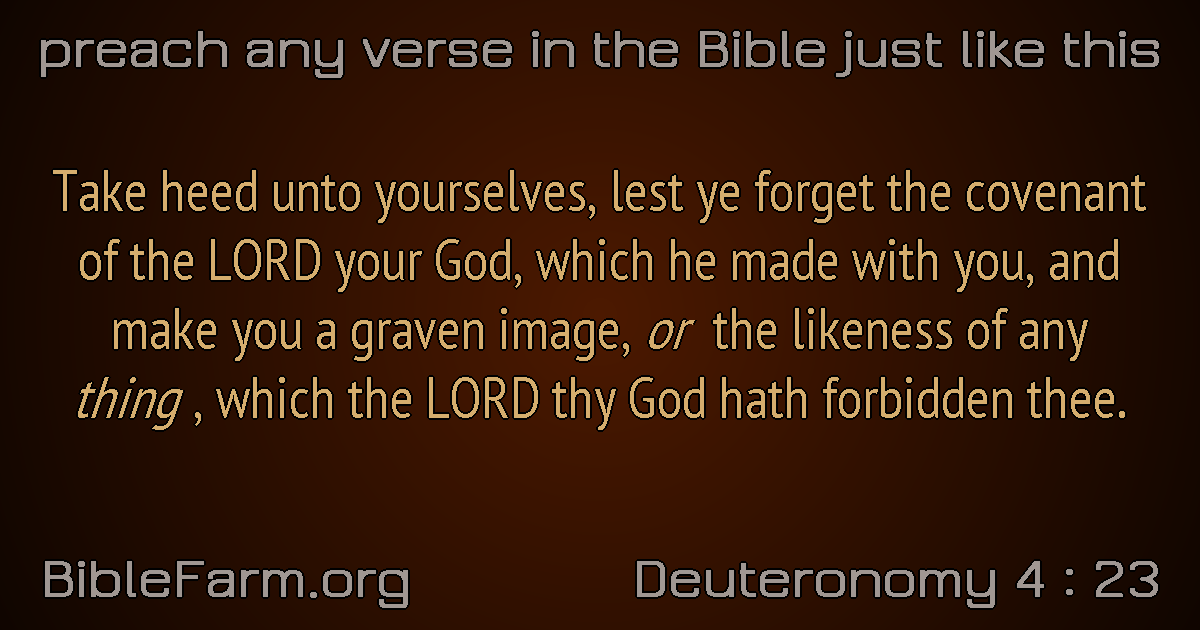 preach any verse in the Bible just like this
Take heed unto yourselves, lest ye forget the covenant
of the LORD your God, which he made with you, and
make you a graven image, or the likeness of any
thing , which the LORD thy God hath forbidden thee.
BibleFarm.org
Deuteronomy 4 : 23